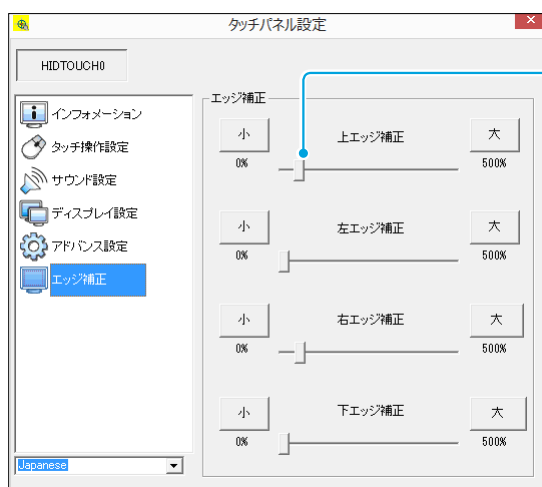 タッチパネル設定
HIDTOUCH0
インフォメーション
タッチ操作設定
サウンド設定
ディスプレイ設定
アドバンス設定
エッジ補正
Japanese
エッジ補正
小
上エッジ補正
大
0%
500%
小
左エッジ補正
大
0%
500%
小
右エッジ補正
大
0%
500%
小
下エッジ補正
大
0%
500%